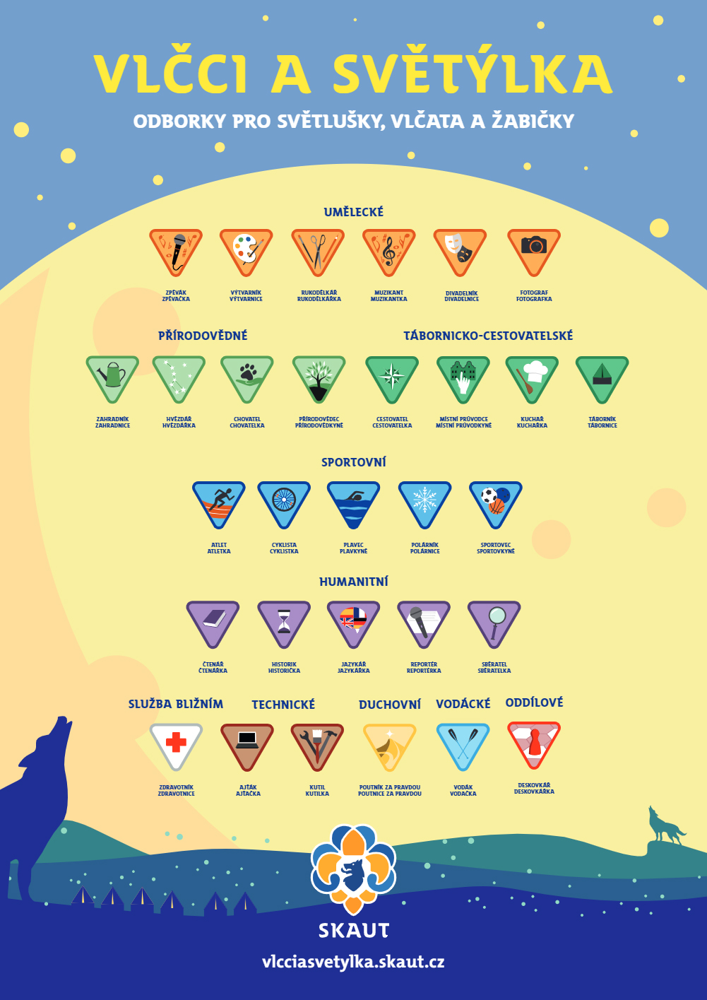 VLČCI A SVĚTÝLKA
ODBORKY PRO SVĚTLUŠKY, VLČATA A ŽABIČKY
UMĚLECKÉ
ZPĚVÁK
ZPĚVAČKA
VÝTVARNÍK
VÝTVARNICE
RUKODĚLKÁŘ
RUKODĚLKÁŘKA
MUZIKANT
MUZIKANTKA
DIVADELNÍK
DIVADELNICE
FOTOGRAF
FOTOGRAFKA
PŘÍRODOVĚDNÉ
ZAHRADNÍK
ZAHRADNICE
HVĚZDÁŘ
HVĚZDÁŘKA
CHOVATEL
CHOVATELKA
PŘÍRODOVĚDEC
PŘÍRODOVĚDKYNĚ
TÁBORNICKO-CESTOVATELSKÉ
CESTOVATEL
CESTOVATELKA
MÍSTNÍ PRŮVODCE
MÍSTNÍ PRŮVODKYNĚ
KUCHAŘ
KUCHAŘKA
TÁBORNÍK
TÁBORNICE
SPORTOVNÍ
ATLET
ATLETKA
CYKLISTA
CYKLISTKA
PLAVEC
PLAVKYNĚ
POLÁRNÍK
POLÁRNICE
SPORTOVEC
SPORTOVKYNĚ
HUMANITNÍ
ČTENÁŘ
ČTENÁŘKA
HISTORIK
HISTORIČKA
JAZYKÁŘ
JAZYKÁŘKA
REPORTÉR
REPORTÉRKA
SBĚRATEL
SBĚRATELKA
SLUŽBA BLIŽNÍM
ZDRAVOTNÍK
ZDRAVOTNICE
TECHNICKÉ
AJŤÁK
AJŤAČKA
KUTIL
KUTILKA
DUCHOVNÍ
POUTNÍK ZA PRAVDOU
POUTNICE ZA PRAVDOU
VODÁCKÉ
VODÁK
VODAČKA
ODDÍLOVÉ
DESKOVKÁŘ
DESKOVKÁŘKA
SKAUT
vlcciasvetylka.skaut.cz